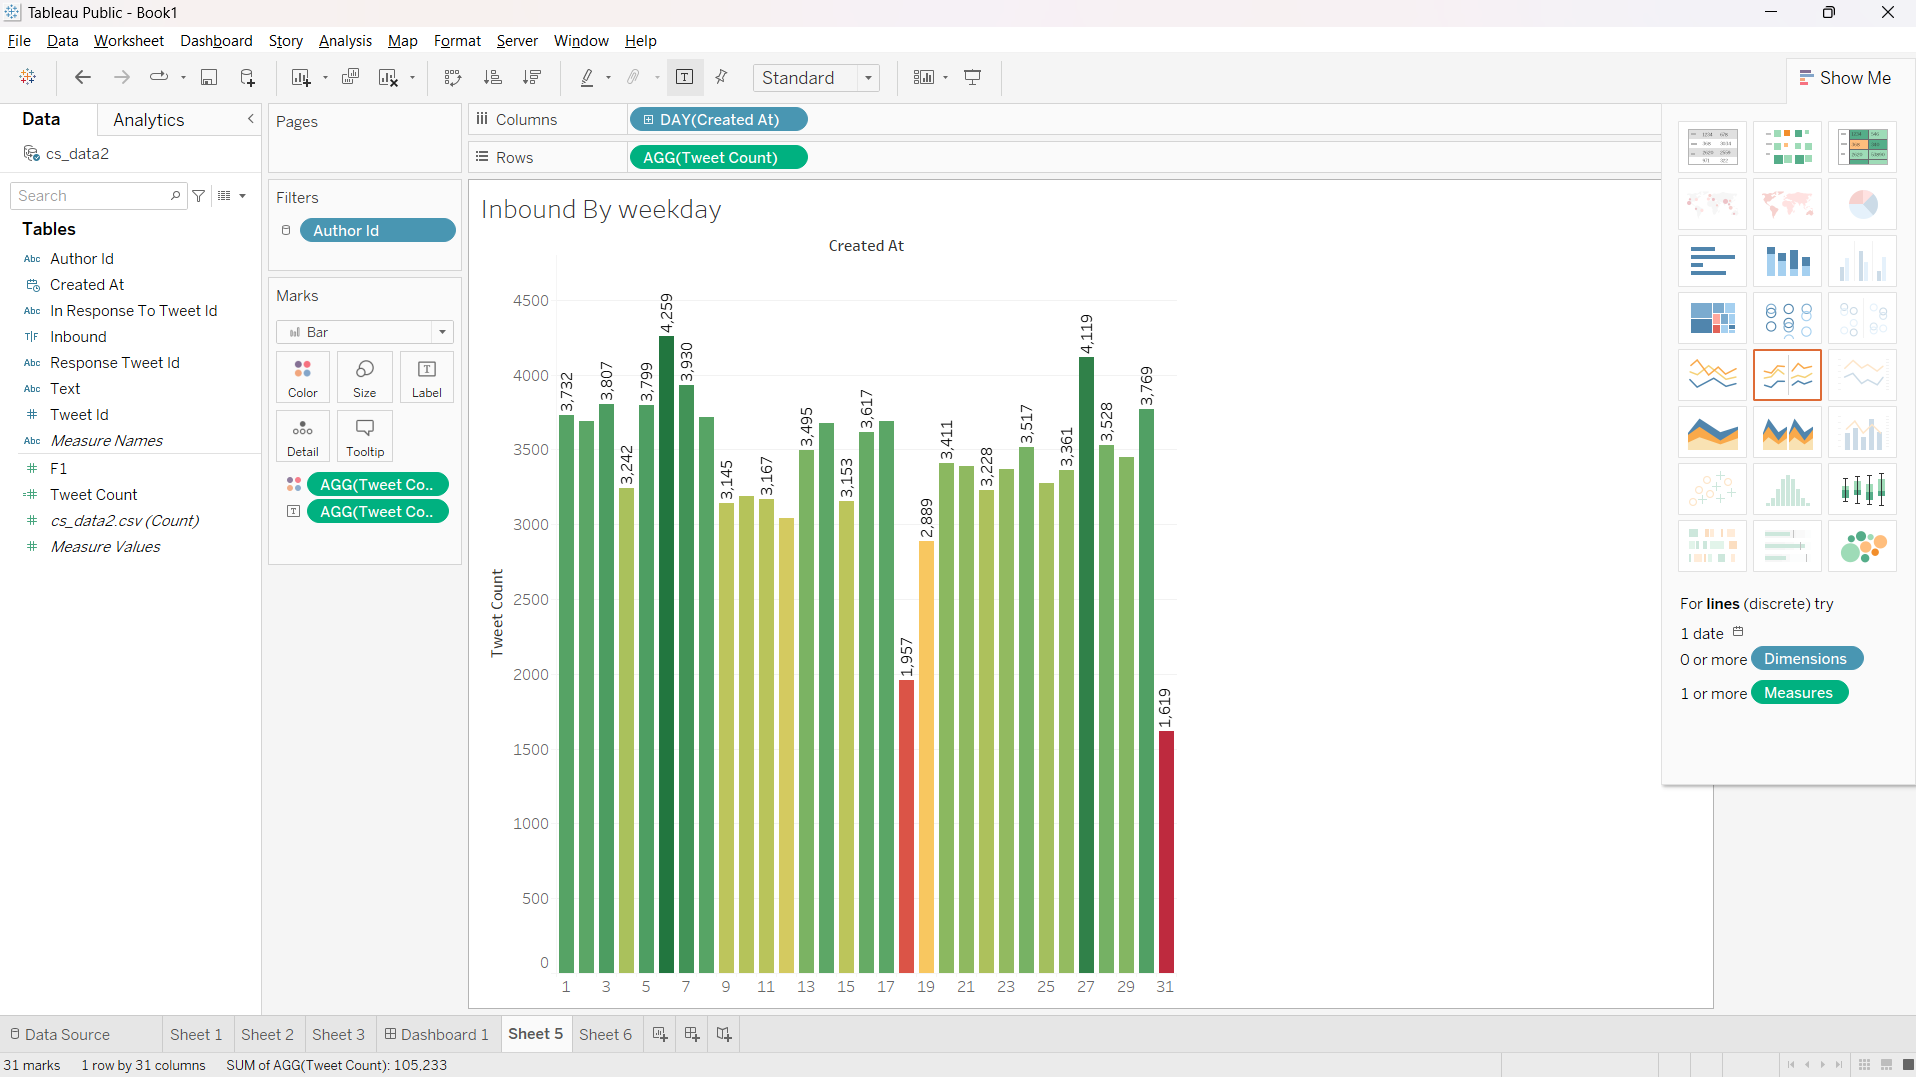 Tableau Public - Book1
File Data Worksheet Dashboard Story Analysis Map Format Server Window Help
Standard
Show Me
Data Analytics
cs_data2
Search
Tables
Abc Author Id
Created At
Abc In Response To Tweet Id
T|F Inbound
Abc Response Tweet Id
Abc Text
# Tweet Id
Abc Measure Names
# F1
=# Tweet Count
# cs_data2.csv (Count)
# Measure Values
Pages
Filters
Author Id
Marks
Bar
Color Size Label
Detail Tooltip
AGG(Tweet Co..
AGG(Tweet Co..
Columns DAY(Created At)
Rows AGG(Tweet Count)
Inbound By weekday
Created At
Tweet Count
4500
4000
3500
3000
2500
2000
1500
1000
500
0
3,732
3,807
3,242
3,799
4,259
3,930
3,145
3,167
3,495
3,153
3,617
1,957
2,889
3,411
3,228
3,517
3,361
4,119
3,528
3,769
1,619
1 3 5 7 9 11 13 15 17 19 21 23 25 27 29 31
For lines (discrete) try
1 date
0 or more Dimensions
1 or more Measures
Data Source Sheet 1 Sheet 2 Sheet 3 Dashboard 1 Sheet 5 Sheet 6
31 marks 1 row by 31 columns SUM of AGG(Tweet Count): 105,233